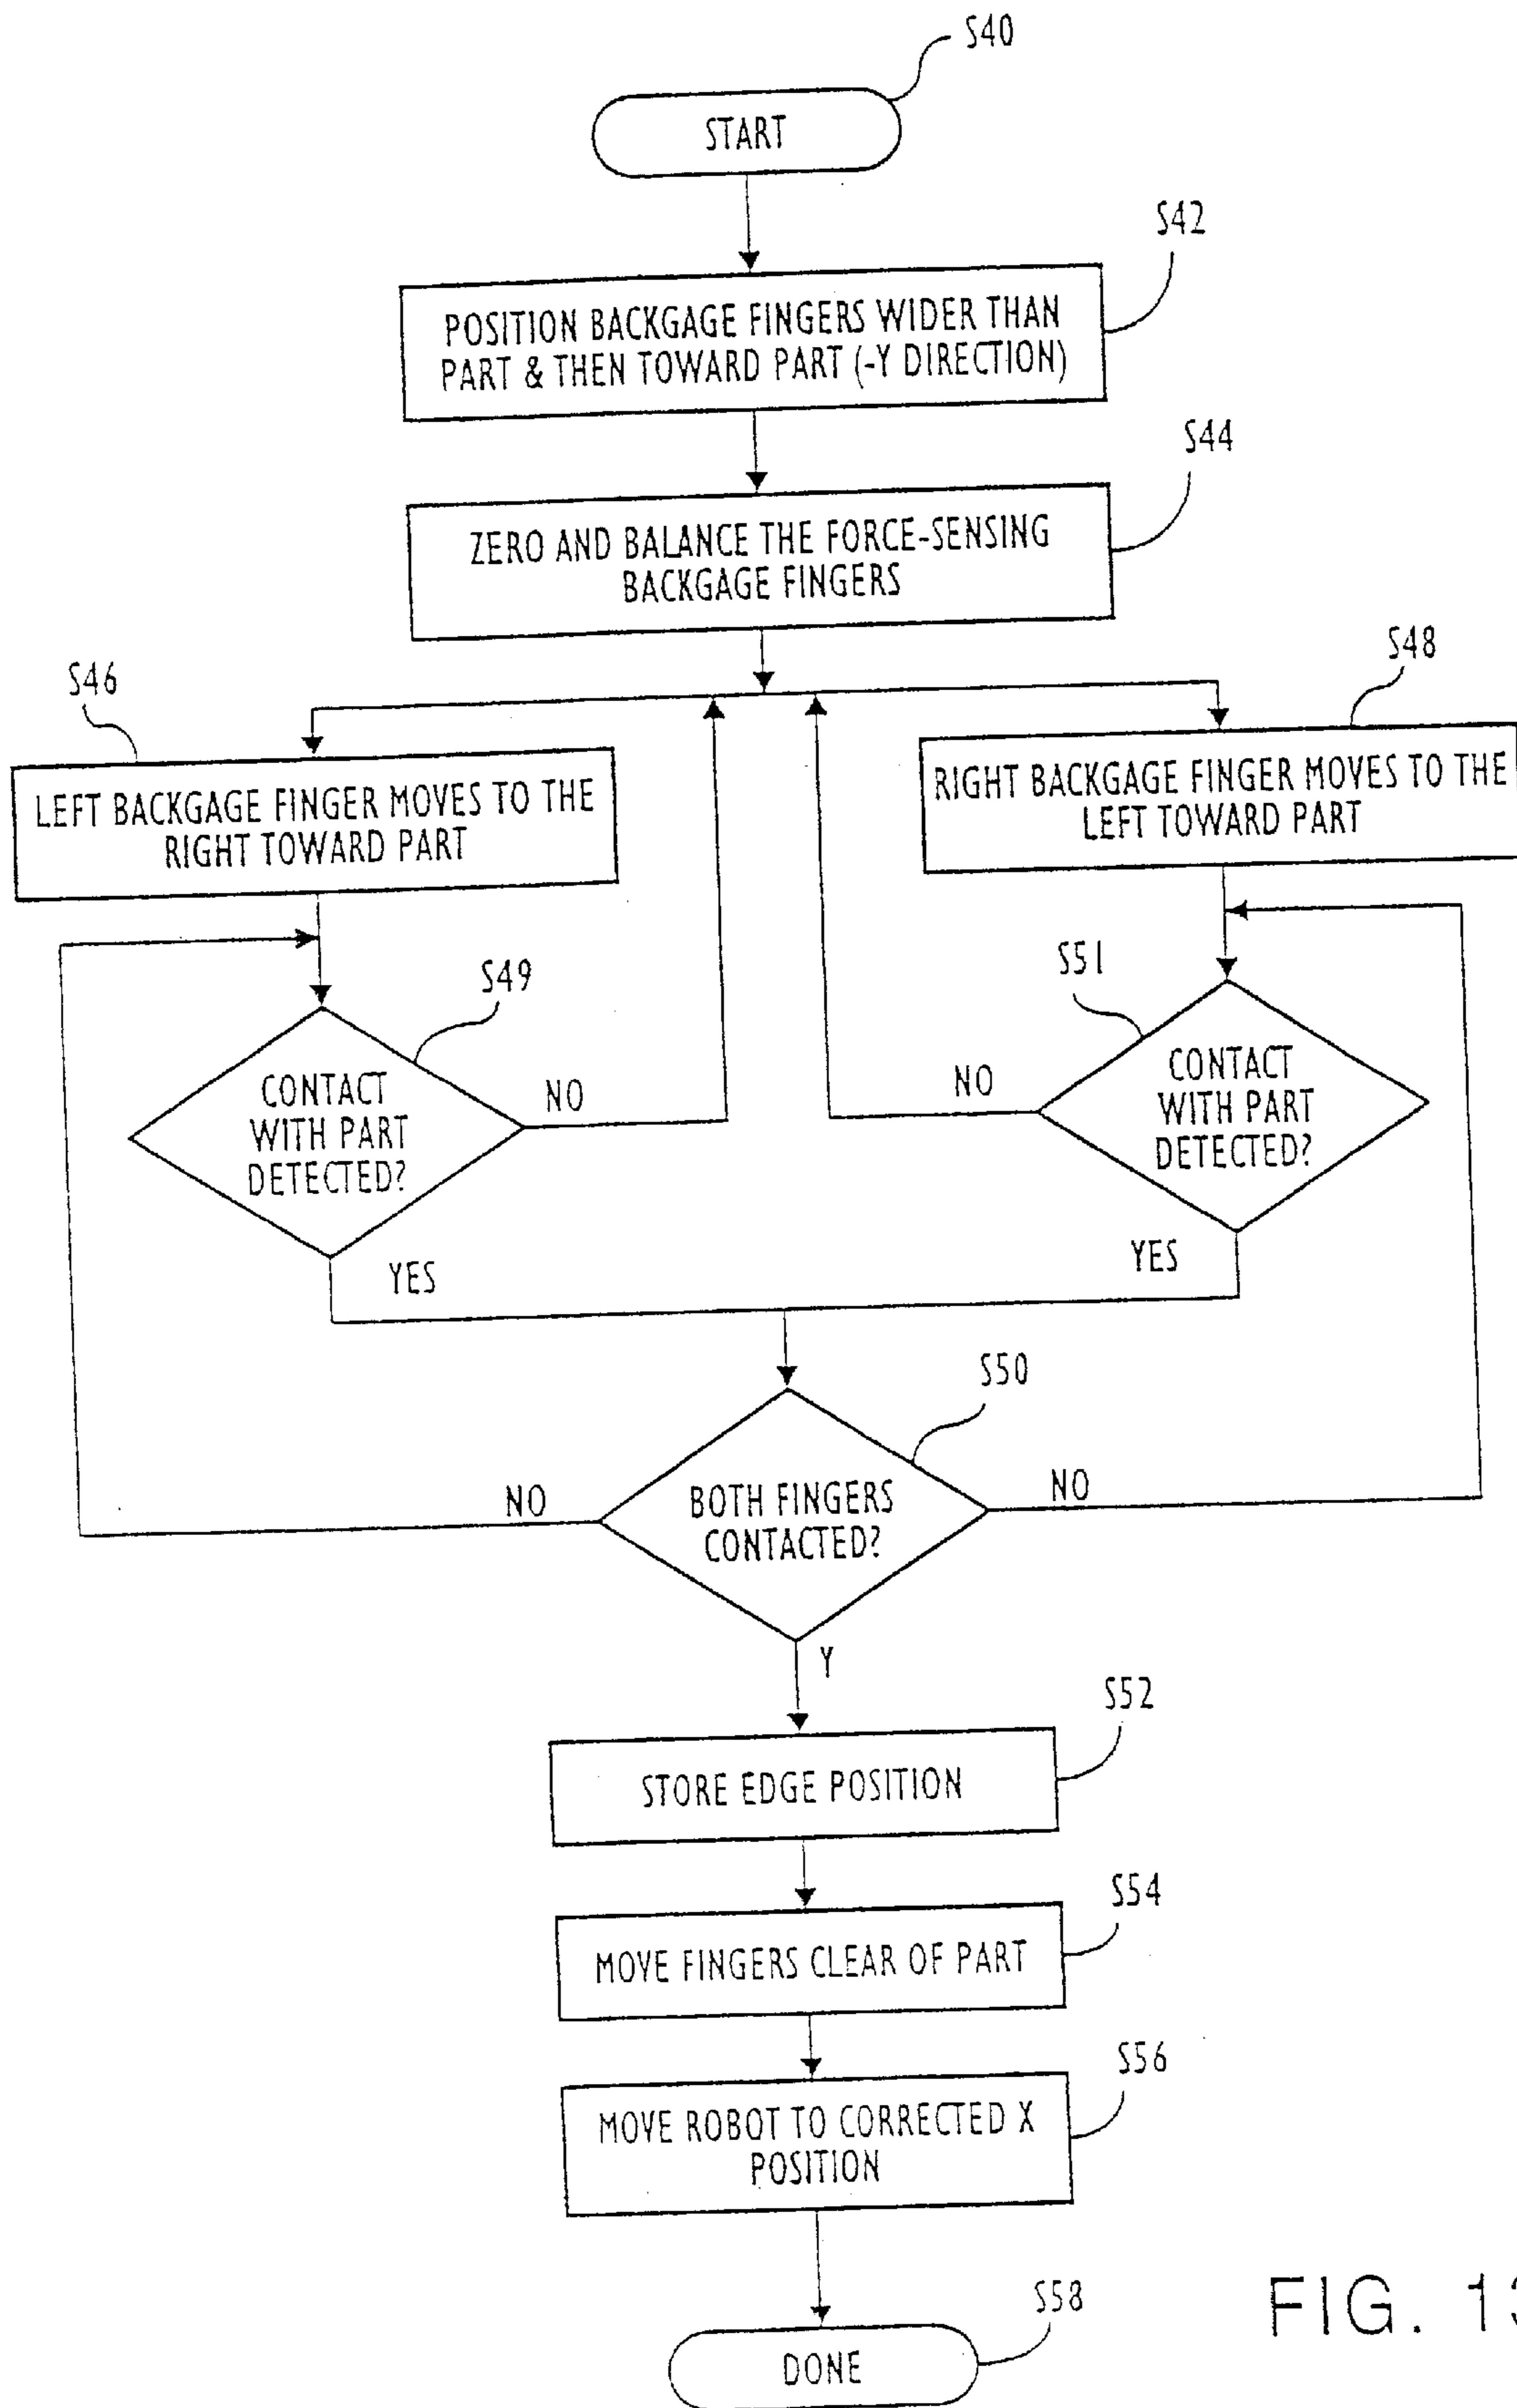 S40
START
S42
POSITION BACKGAGE FINGERS WIDER THAN
PART & THEN TOWARD PART (-Y DIRECTION)
S44
ZERO AND BALANCE THE FORCE-SENSING
BACKGAGE FINGERS
S46
LEFT BACKGAGE FINGER MOVES TO THE
RIGHT TOWARD PART
S48
RIGHT BACKGAGE FINGER MOVES TO THE
LEFT TOWARD PART
S49
CONTACT
WITH PART
DETECTED?
NO
YES
S51
CONTACT
WITH PART
DETECTED?
NO
YES
S50
BOTH FINGERS
CONTACTED?
NO
NO
Y
S52
STORE EDGE POSITION
S54
MOVE FINGERS CLEAR OF PART
S56
MOVE ROBOT TO CORRECTED X
POSITION
S58
DONE
FIG. 13